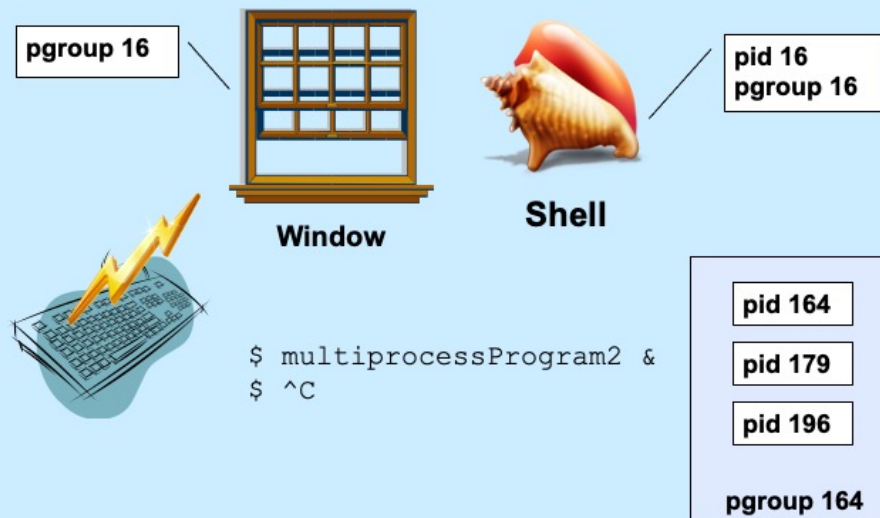 pgroup 16
pid 16
pgroup 16
Window
Shell
$ multiprocessProgram2 &
$ ^C
pid 164
pid 179
pid 196
pgroup 164